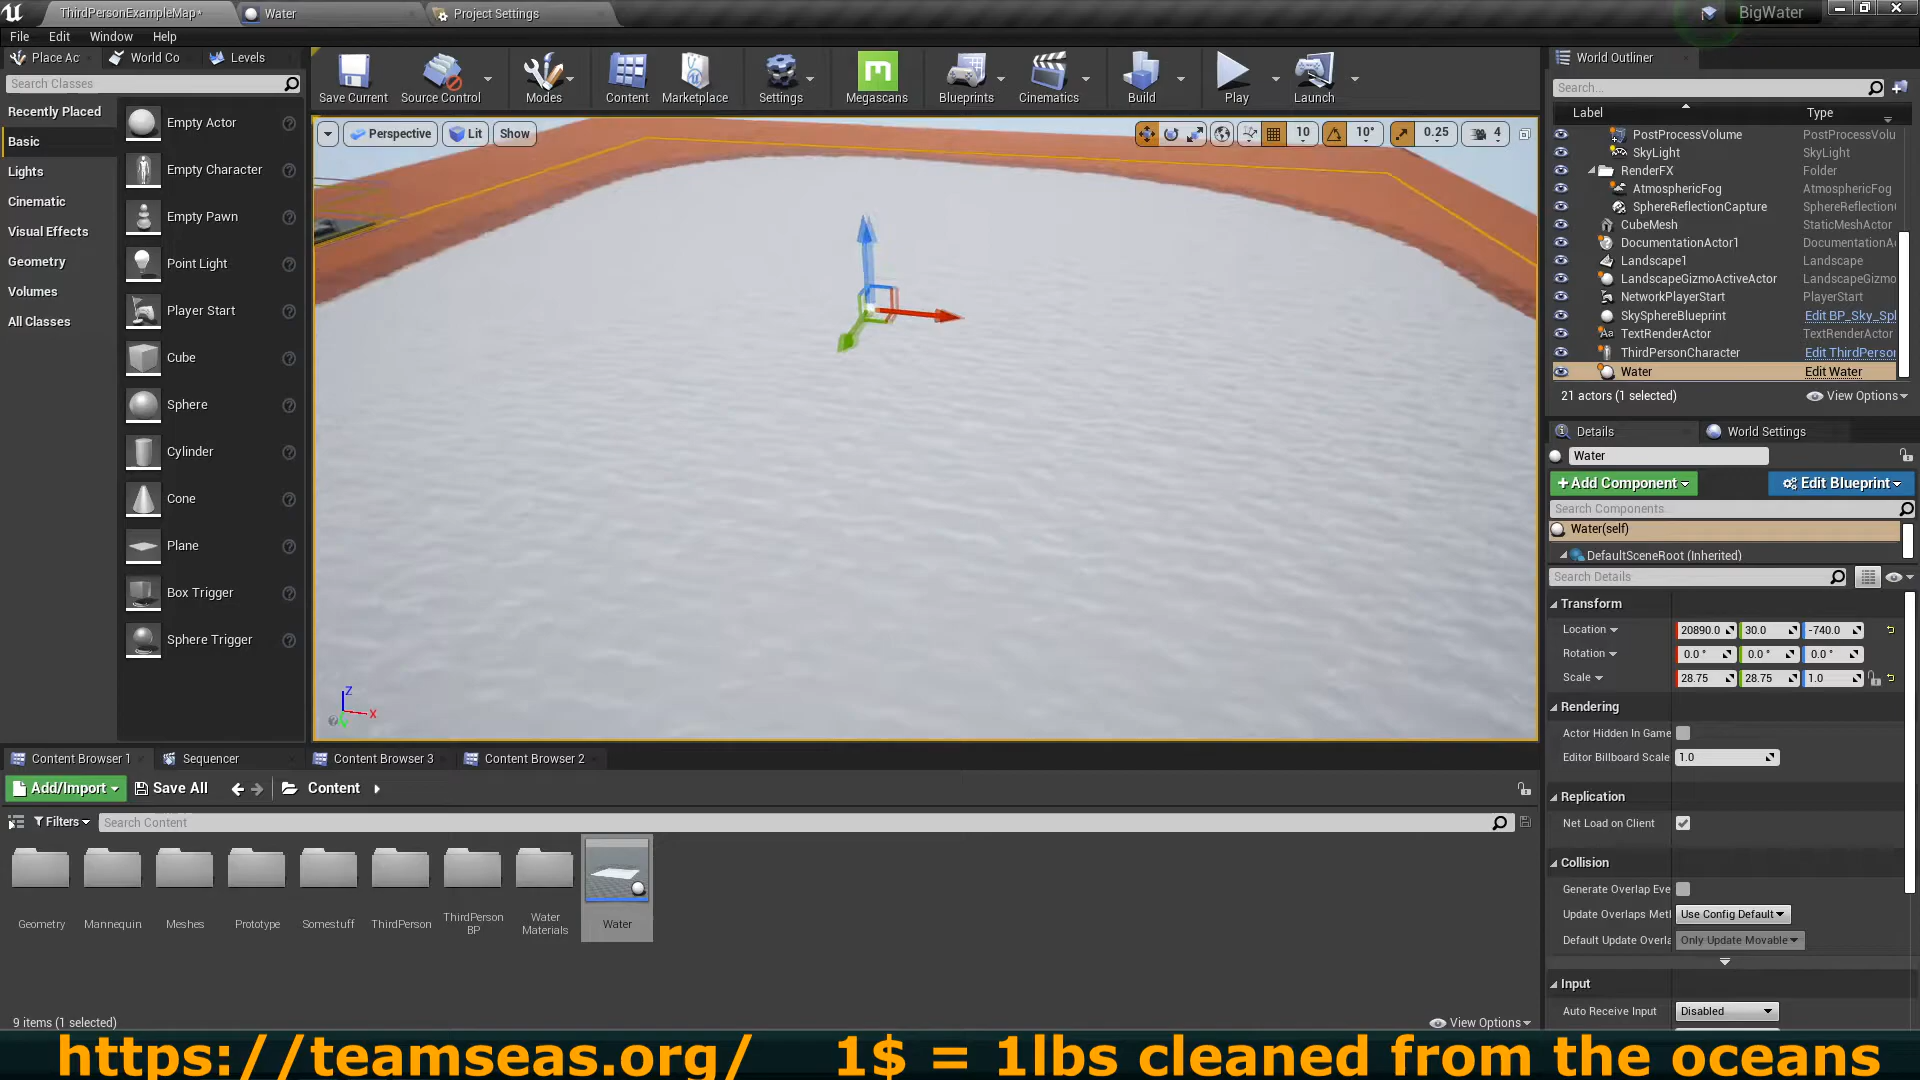 ThirdPersonExampleMap*
Water
Project Settings
BigWater
File
Edit
Window
Help
Place Ac
World Co
Levels
Search Classes
Recently Placed
Basic
Lights
Cinematic
Visual Effects
Geometry
Volumes
All Classes
Empty Actor
Empty Character
Empty Pawn
Point Light
Player Start
Cube
Sphere
Cylinder
Cone
Plane
Box Trigger
Sphere Trigger
Save Current
Source Control
Modes
Content
Marketplace
Settings
Megascans
Blueprints
Cinematics
Build
Play
Launch
Perspective
Lit
Show
10
10°
0.25
4
Z
X
World Outliner
Search...
Label
Type
PostProcessVolume PostProcessVolu
SkyLight SkyLight
RenderFX Folder
AtmosphericFog AtmosphericFog
SphereReflectionCapture SphereReflection
CubeMesh StaticMeshActor
DocumentationActor1 DocumentationAc
Landscape1 Landscape
LandscapeGizmoActiveActor LandscapeGizmo
NetworkPlayerStart PlayerStart
SkySphereBlueprint Edit BP_Sky_Sp
TextRenderActor TextRenderActor
ThirdPersonCharacter Edit ThirdPerson
Water Edit Water
21 actors (1 selected)
View Options
Details
World Settings
Water
+Add Component
Edit Blueprint
Search Components
Water(self)
DefaultSceneRoot (Inherited)
Search Details
Transform
Location 20890.0 30.0 -740.0
Rotation 0.0 ° 0.0 ° 0.0 °
Scale 28.75 28.75 1.0
Rendering
Actor Hidden In Game
Editor Billboard Scale 1.0
Replication
Net Load on Client
Collision
Generate Overlap Eve
Update Overlaps Met Use Config Default
Default Update Overla Only Update Movable
Input
Auto Receive Input Disabled
Content Browser 1
Sequencer
Content Browser 3
Content Browser 2
Add/Import
Save All
Content
Filters
Search Content
Geometry
Mannequin
Meshes
Prototype
Somestuff
ThirdPerson
ThirdPerson
BP
Water
Materials
Water
9 items (1 selected)
View Options
https://teamseas.org/ 1$ = 1lbs cleaned from the oceans